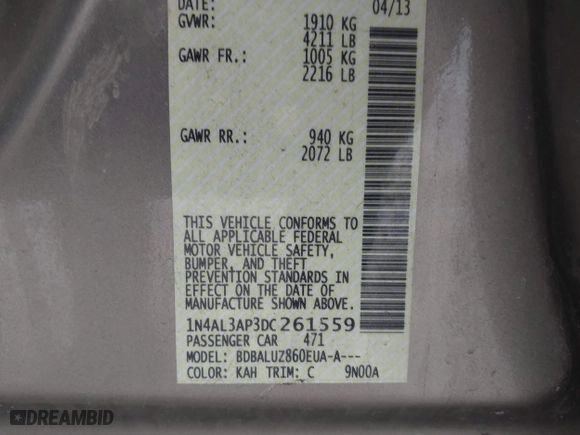 DATE: 04/13
GVWR: 1910 KG
4211 LB
GAWR FR.: 1005 KG
2216 LB
GAWR RR.: 940 KG
2072 LB
THIS VEHICLE CONFORMS TO
ALL APPLICABLE FEDERAL
MOTOR VEHICLE SAFETY,
BUMPER, AND THEFT
PREVENTION STANDARDS IN
EFFECT ON THE DATE OF
MANUFACTURE SHOWN ABOVE.
1N4AL3AP3DC261559
PASSENGER CAR 471
MODEL: BDBALUZ860EUA-A---
COLOR: KAH TRIM: C 9N00A
DREAMBID